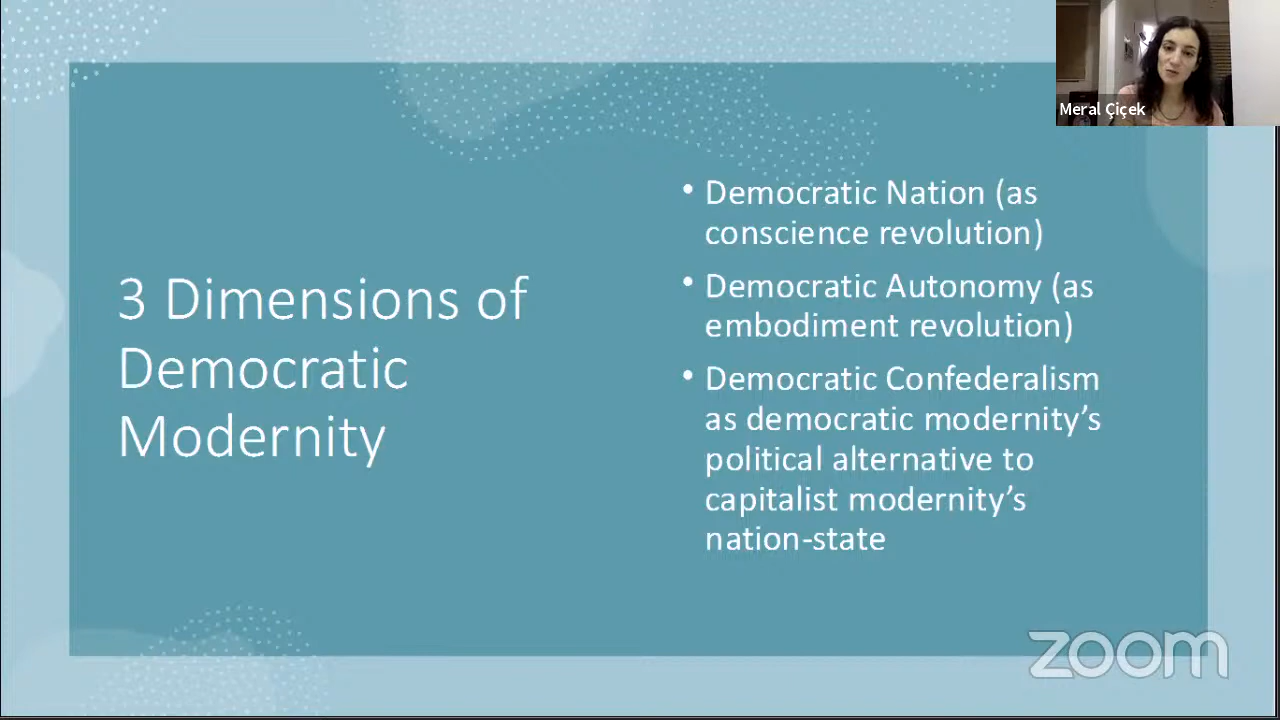 Meral Çiçek
3 Dimensions of
Democratic
Modernity
• Democratic Nation (as
conscience revolution)
• Democratic Autonomy (as
embodiment revolution)
• Democratic Confederalism
as democratic modernity’s
political alternative to
capitalist modernity’s
nation-state
zoom